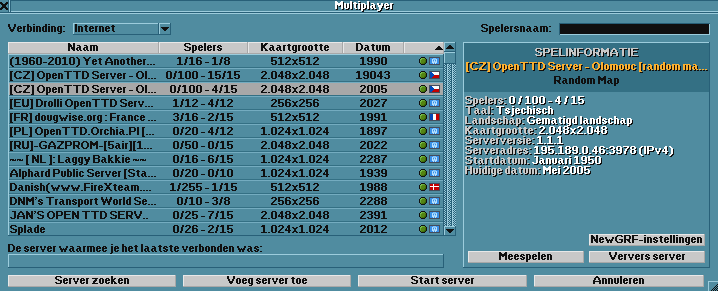 Multiplayer
Verbinding: Internet Spelersnaam:
Naam Spelers Kaartgrootte Datum
(1960-2010) Yet Another... 1/16 - 1/8 512x512 1990
[CZ] OpenTTD Server - Ol... 0/100 - 15/15 2.048x2.048 19043
[CZ] OpenTTD Server - Ol... 0/100 - 4/15 2.048x2.048 2005
[EU] Drolli OpenTTD Serv... 1/12 - 4/12 256x256 2027
[FR] dougwise.org : France ... 3/16 - 2/15 512x512 1991
[PL] OpenTTD.Orchia.Pl [... 0/20 - 4/12 1.024x1.024 1897
[RU]-GAZPROM-[Sair][1... 0/50 - 0/15 2.048x2.048 2022
~~ [ NL ]: Laggy Bakkie ~~ 0/16 - 6/15 1.024x1.024 2287
Alphard Public Server [Sta... 0/20 - 0/10 1.024x1.024 1939
Danish(www.FireXteam.... 1/255 - 1/15 512x512 1988
DNM's Transport World Se... 0/10 - 3/8 256x256 2288
JAN'S OPEN TTD SERV... 0/25 - 7/15 2.048x2.048 2391
Splade 0/26 - 2/15 1.024x1.024 2012
De server waarmee je het laatste verbonden was:
SPELINFORMATIE
[CZ] OpenTTD Server - Olomouc [random ma...
Random Map
Spelers: 0 / 100 - 4 / 15
Taal: Tsjechisch
Landschap: Gematigd landschap
Kaartgrootte: 2.048x2.048
Serverversie: 1.1.1
Serveradres: 195.189.0.46:3978 (IPv4)
Startdatum: Januari 1950
Huidige datum: Mei 2005
NewGRF-instellingen
Meespelen Ververs server
Server zoeken Voeg server toe Start server Annuleren